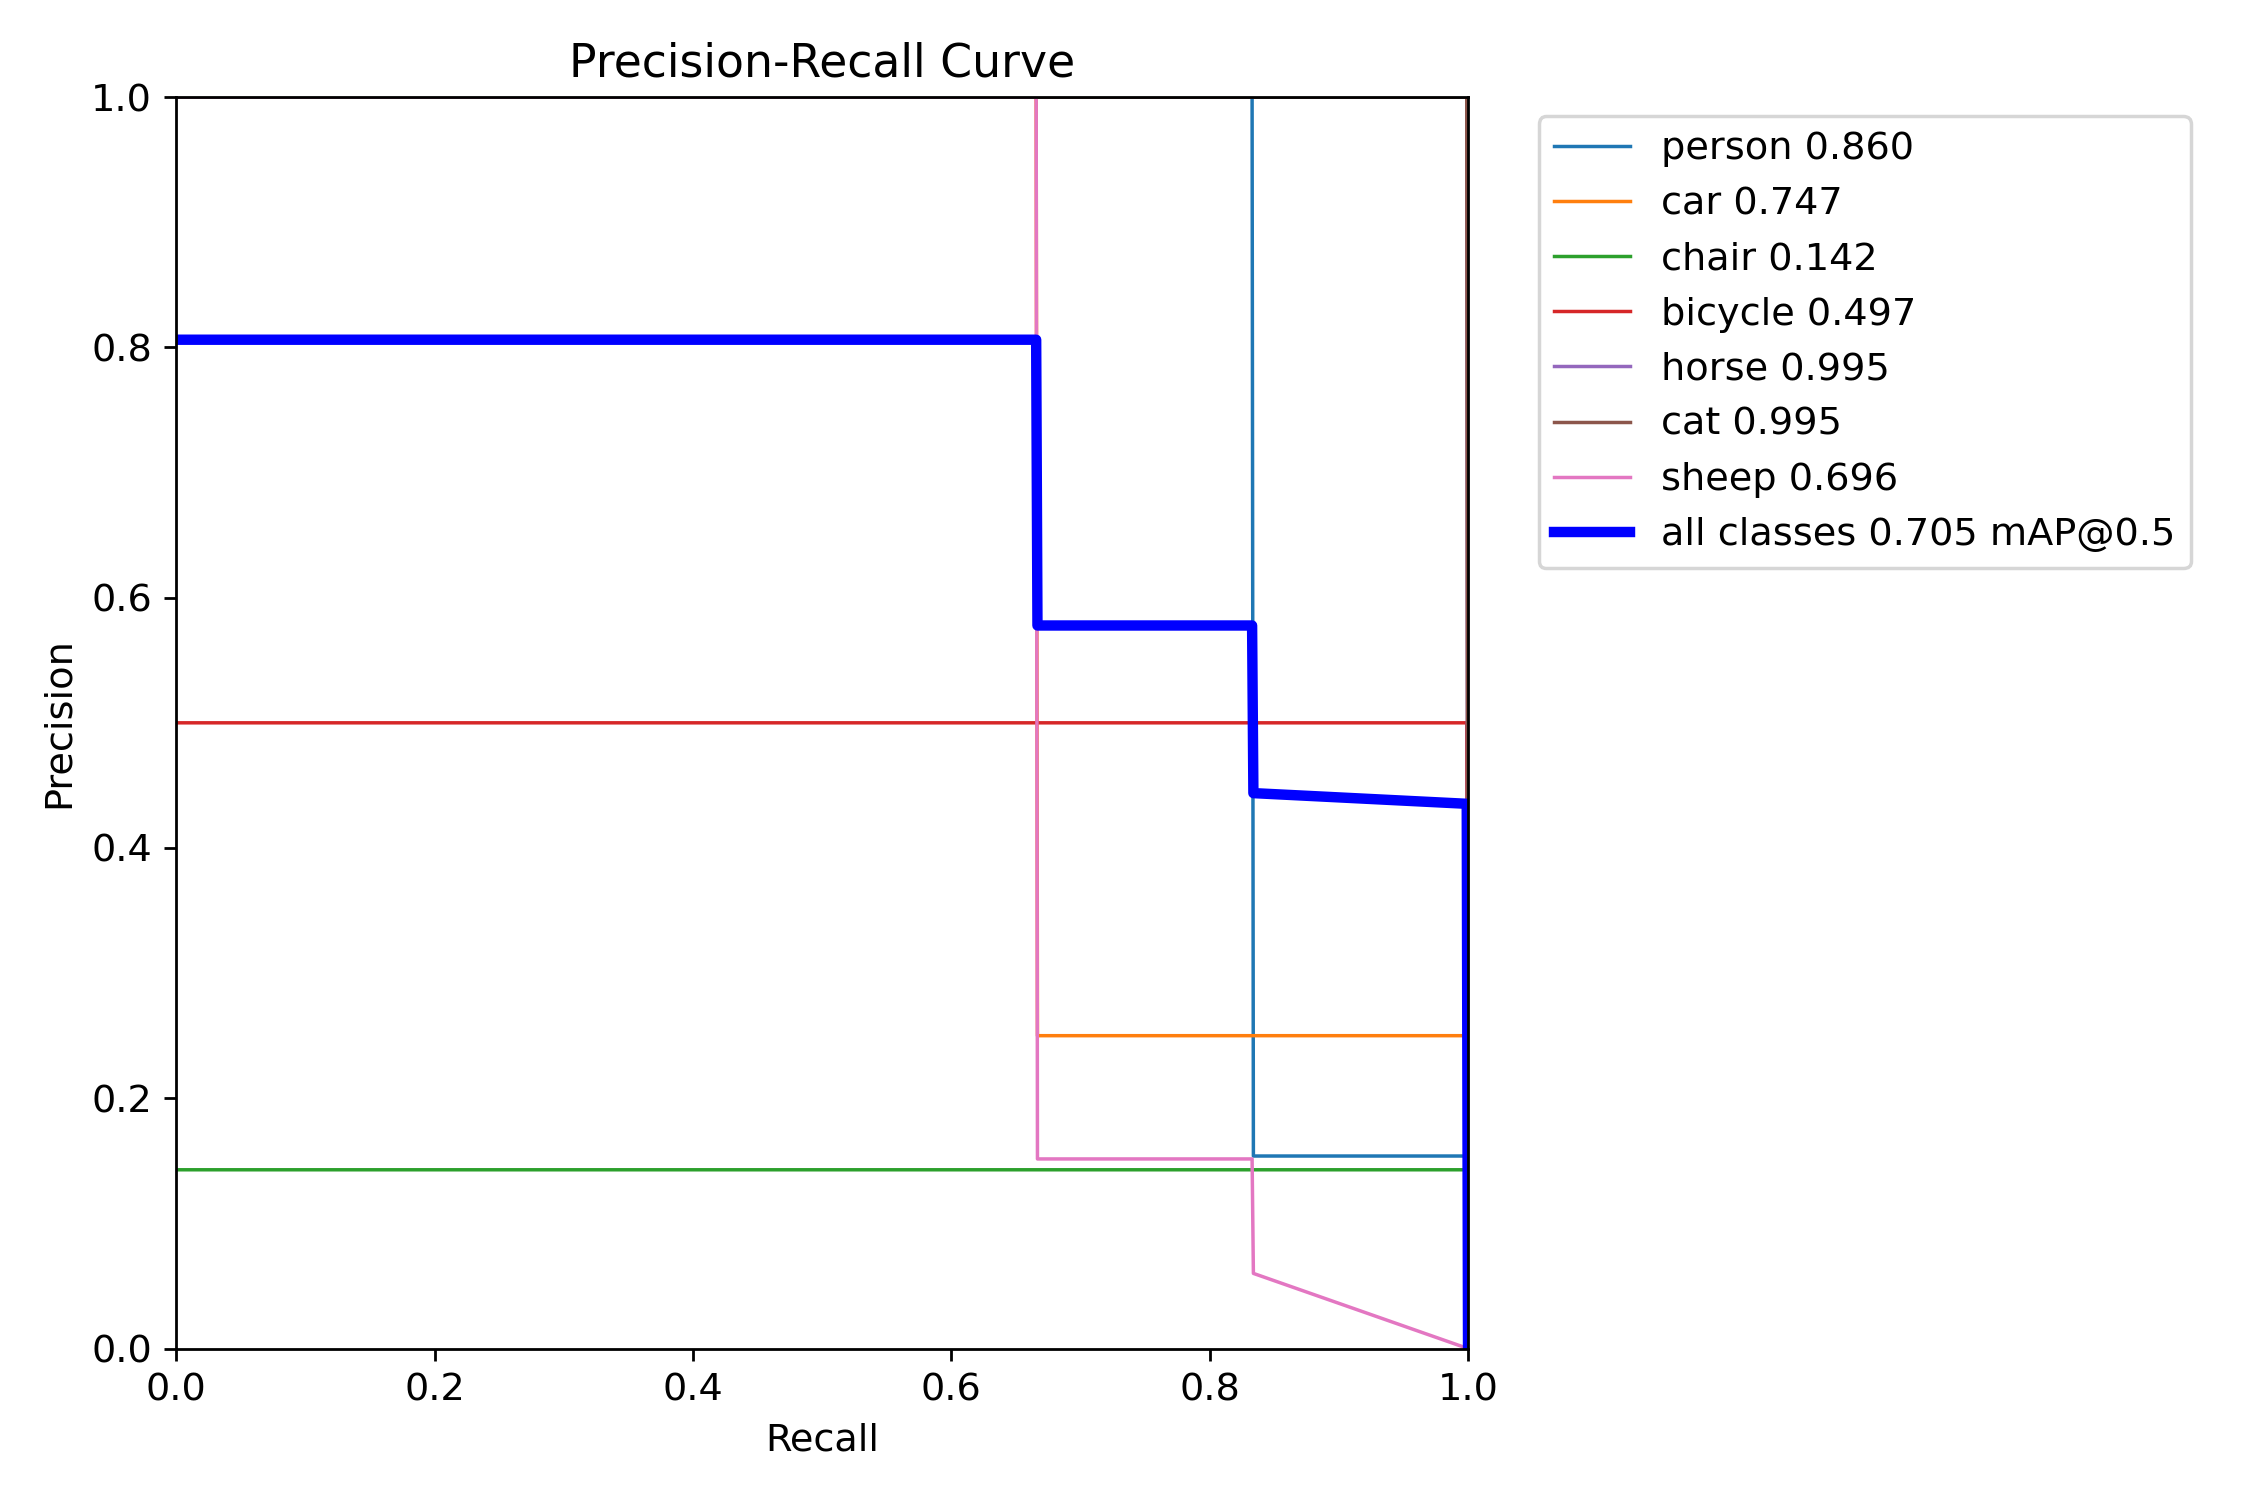 Precision-Recall Curve
1.0
0.8
0.6
0.4
0.2
0.0
Precision
0.0 0.2 0.4 0.6 0.8 1.0
Recall
person 0.860
car 0.747
chair 0.142
bicycle 0.497
horse 0.995
cat 0.995
sheep 0.696
all classes 0.705 mAP@0.5